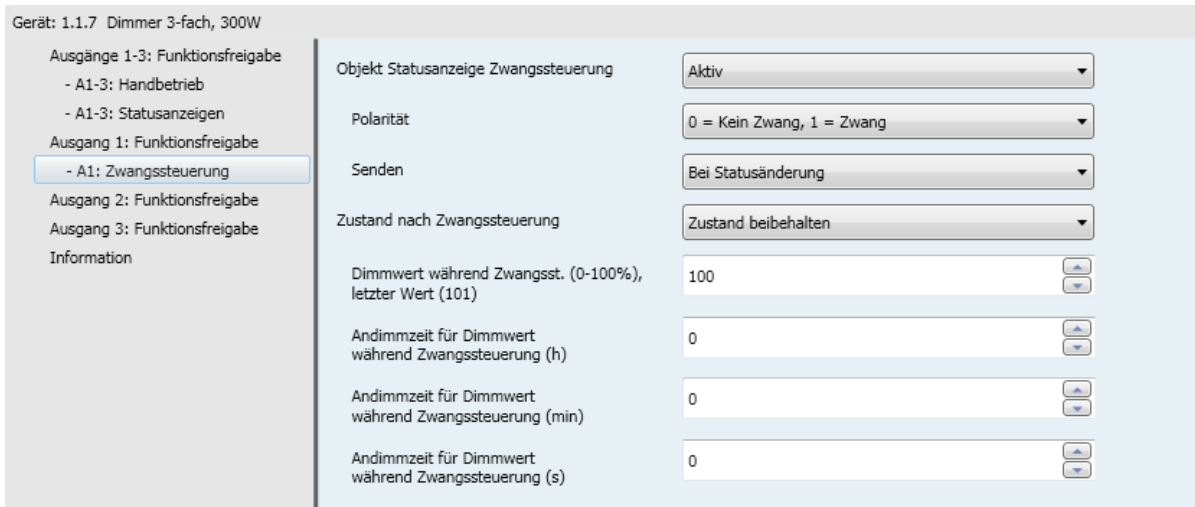 Gerät: 1.1.7 Dimmer 3-fach, 300W
Ausgänge 1-3: Funktionsfreigabe
- A1-3: Handbetrieb
- A1-3: Statusanzeigen
Ausgang 1: Funktionsfreigabe
- A1: Zwangssteuerung
Ausgang 2: Funktionsfreigabe
Ausgang 3: Funktionsfreigabe
Information
Objekt Statusanzeige Zwangssteuerung
Aktiv
Polarität
0 = Kein Zwang, 1 = Zwang
Senden
Bei Statusänderung
Zustand nach Zwangssteuerung
Zustand beibehalten
Dimmwert während Zwangsst. (0-100%),
letzter Wert (101)
100
Andimmzeit für Dimmwert
während Zwangssteuerung (h)
0
Andimmzeit für Dimmwert
während Zwangssteuerung (min)
0
Andimmzeit für Dimmwert
während Zwangssteuerung (s)
0